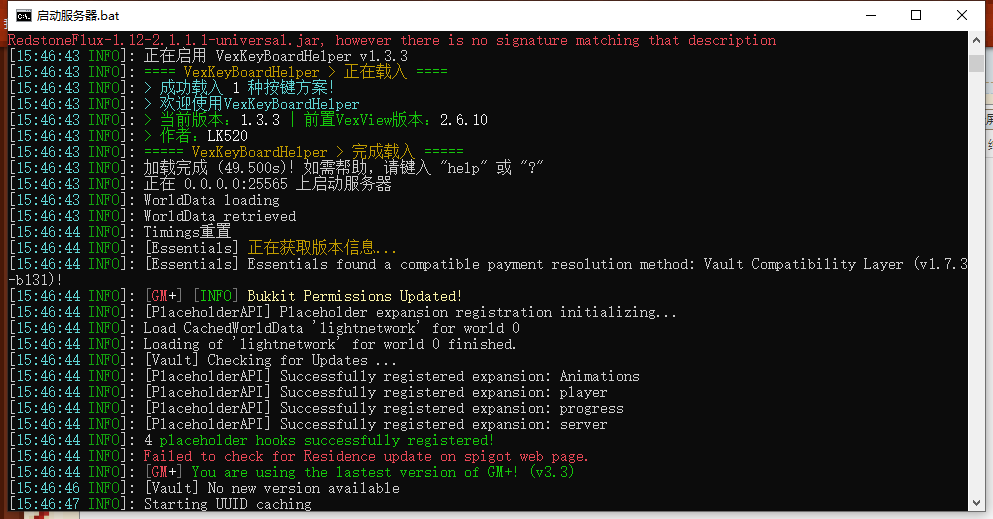 启动服务器.bat
RedstoneFlux-1.12-2.1.1.1-universal.jar, however there is no signature matching that description
[15:46:43 INFO]: 正在启用 VexKeyBoardHelper v1.3.3
[15:46:43 INFO]: ==== VexKeyBoardHelper > 正在载入 ====
[15:46:43 INFO]: > 成功载入 1 种按键方案!
[15:46:43 INFO]: > 欢迎使用VexKeyBoardHelper
[15:46:43 INFO]: > 当前版本: 1.3.3 | 前置VexView版本: 2.6.10
[15:46:43 INFO]: > 作者: LK520
[15:46:43 INFO]: ===== VexKeyBoardHelper > 完成载入 =====
[15:46:43 INFO]: 加载完成 (49.500s)! 如需帮助, 请键入 "help" 或 "?"
[15:46:43 INFO]: 正在 0.0.0.0:25565 上启动服务器
[15:46:43 INFO]: WorldData loading
[15:46:43 INFO]: WorldData retrieved
[15:46:44 INFO]: Timings重置
[15:46:44 INFO]: [Essentials] 正在获取版本信息...
[15:46:44 INFO]: [Essentials] Essentials found a compatible payment resolution method: Vault Compatibility Layer (v1.7.3
-b131)!
[15:46:44 INFO]: [GM+] [INFO] Bukkit Permissions Updated!
[15:46:44 INFO]: [PlaceholderAPI] Placeholder expansion registration initializing...
[15:46:44 INFO]: Load CachedWorldData 'lightnetwork' for world 0
[15:46:44 INFO]: Loading of 'lightnetwork' for world 0 finished.
[15:46:44 INFO]: [Vault] Checking for Updates ...
[15:46:44 INFO]: [PlaceholderAPI] Successfully registered expansion: Animations
[15:46:44 INFO]: [PlaceholderAPI] Successfully registered expansion: player
[15:46:44 INFO]: [PlaceholderAPI] Successfully registered expansion: progress
[15:46:44 INFO]: [PlaceholderAPI] Successfully registered expansion: server
[15:46:44 INFO]: 4 placeholder hooks successfully registered!
[15:46:44 INFO]: Failed to check for Residence update on spigot web page.
[15:46:44 INFO]: [GM+] You are using the lastest version of GM+! (v3.3)
[15:46:46 INFO]: [Vault] No new version available
[15:46:47 INFO]: Starting UUID caching